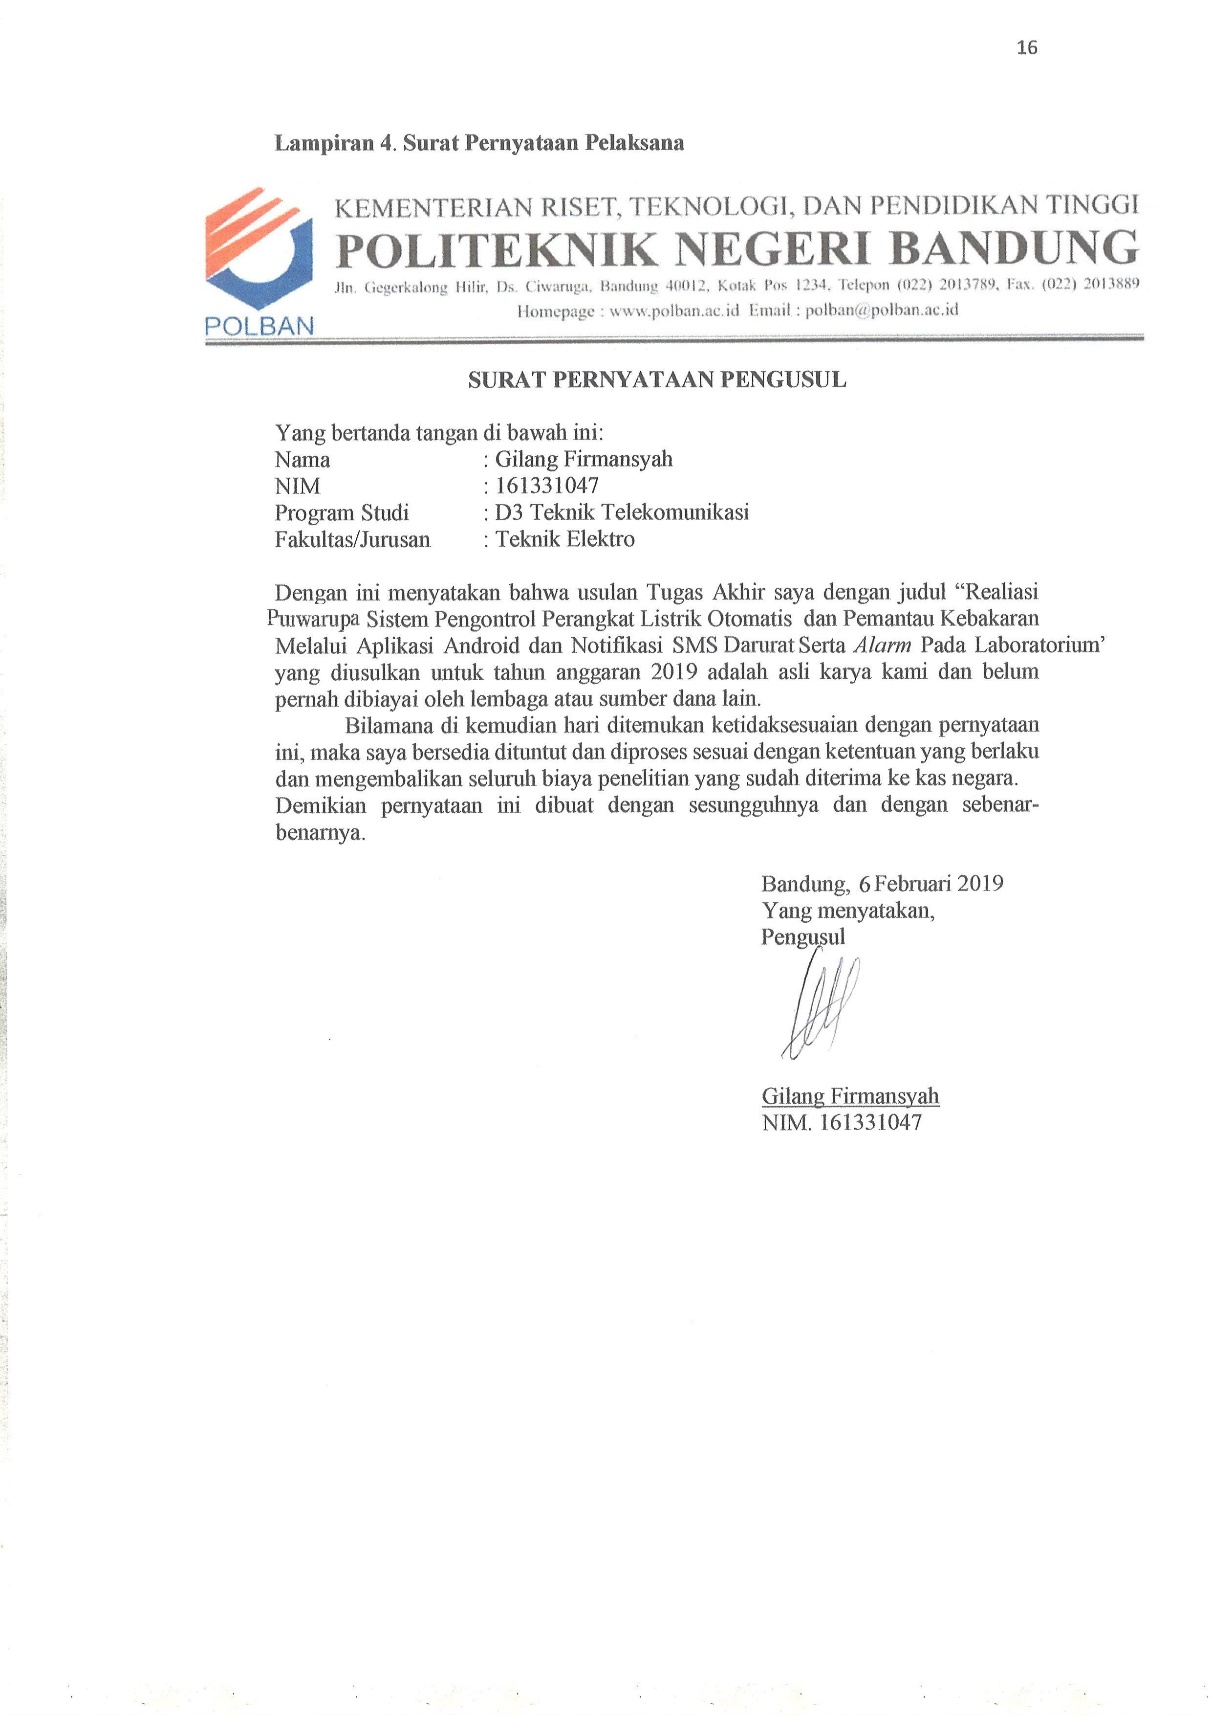 16
Lampiran 4. Surat Pernyataan Pelaksana
KEMENTERIAN RISET, TEKNOLOGI, DAN PENDIDIKAN TINGGI
POLITEKNIK NEGERI BANDUNG
Jln. Gegerkalong Hilir, Ds. Ciwaruga, Bandung 40012, Kotak Pos 1234, Telepon (022) 2013789, Fax. (022) 2013889
Homepage : www.polban.ac.id Email : polban@polban.ac.id
POLBAN
SURAT PERNYATAAN PENGUSUL
Yang bertanda tangan di bawah ini:
Nama : Gilang Firmansyah
NIM : 161331047
Program Studi : D3 Teknik Telekomunikasi
Fakultas/Jurusan : Teknik Elektro
Dengan ini menyatakan bahwa usulan Tugas Akhir saya dengan judul “Realiasi
Purwarupa Sistem Pengontrol Perangkat Listrik Otomatis dan Pemantau Kebakaran
Melalui Aplikasi Android dan Notifikasi SMS Darurat Serta Alarm Pada Laboratorium’
yang diusulkan untuk tahun anggaran 2019 adalah asli karya kami dan belum
pernah dibiayai oleh lembaga atau sumber dana lain.
Bilamana di kemudian hari ditemukan ketidaksesuaian dengan pernyataan
ini, maka saya bersedia dituntut dan diproses sesuai dengan ketentuan yang berlaku
dan mengembalikan seluruh biaya penelitian yang sudah diterima ke kas negara.
Demikian pernyataan ini dibuat dengan sesungguhnya dan dengan sebenar-
benarnya.
Bandung, 6 Februari 2019
Yang menyatakan,
Pengusul
Gilang Firmansyah
NIM. 161331047